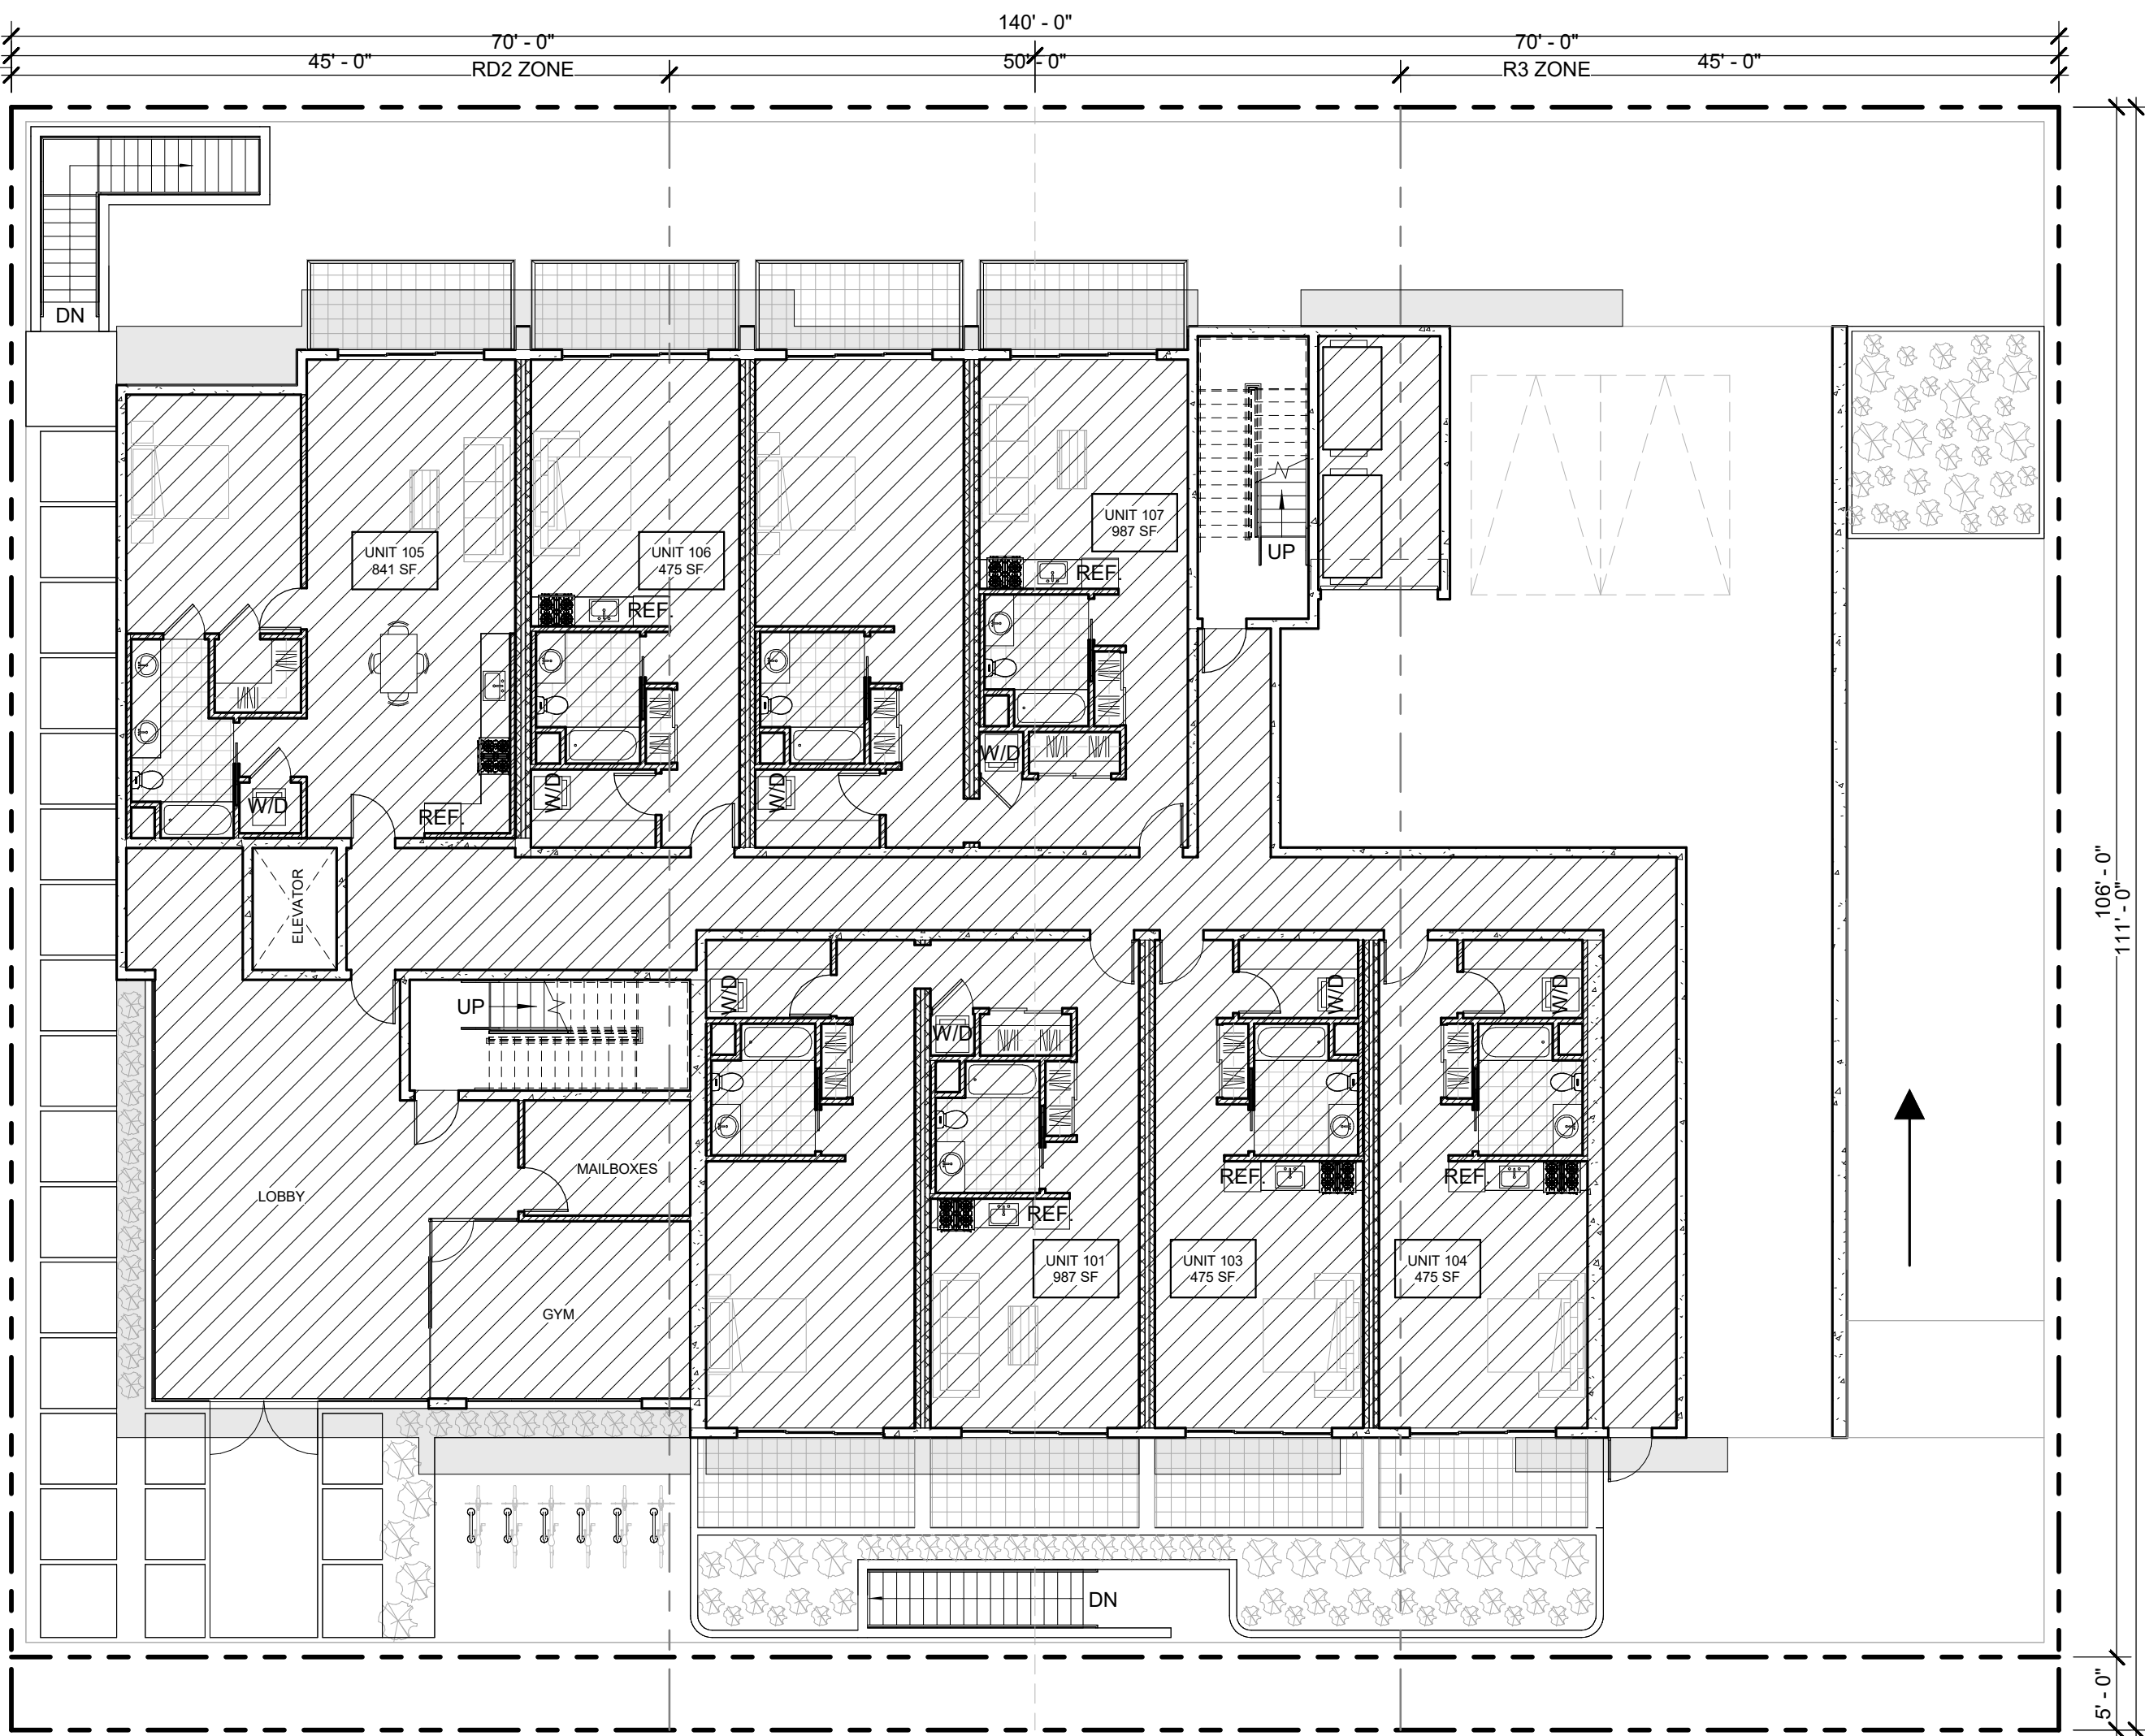 140' - 0"
70' - 0"
70' - 0"
45' - 0"
RD2 ZONE
50' - 0"
R3 ZONE
45' - 0"
DN
UNIT 107
987 SF
UNIT 105
841 SF
UNIT 106
475 SF
UP
REF.
REF.
W/D
W/D
W/D
W/D
REF.
ELEVATOR
106' - 0"
111' - 0"
UP
W/D
W/D
W/D
W/D
MAILBOXES
LOBBY
REF.
REF.
REF.
UNIT 101
987 SF
UNIT 103
475 SF
UNIT 104
475 SF
GYM
DN
5' - 0"